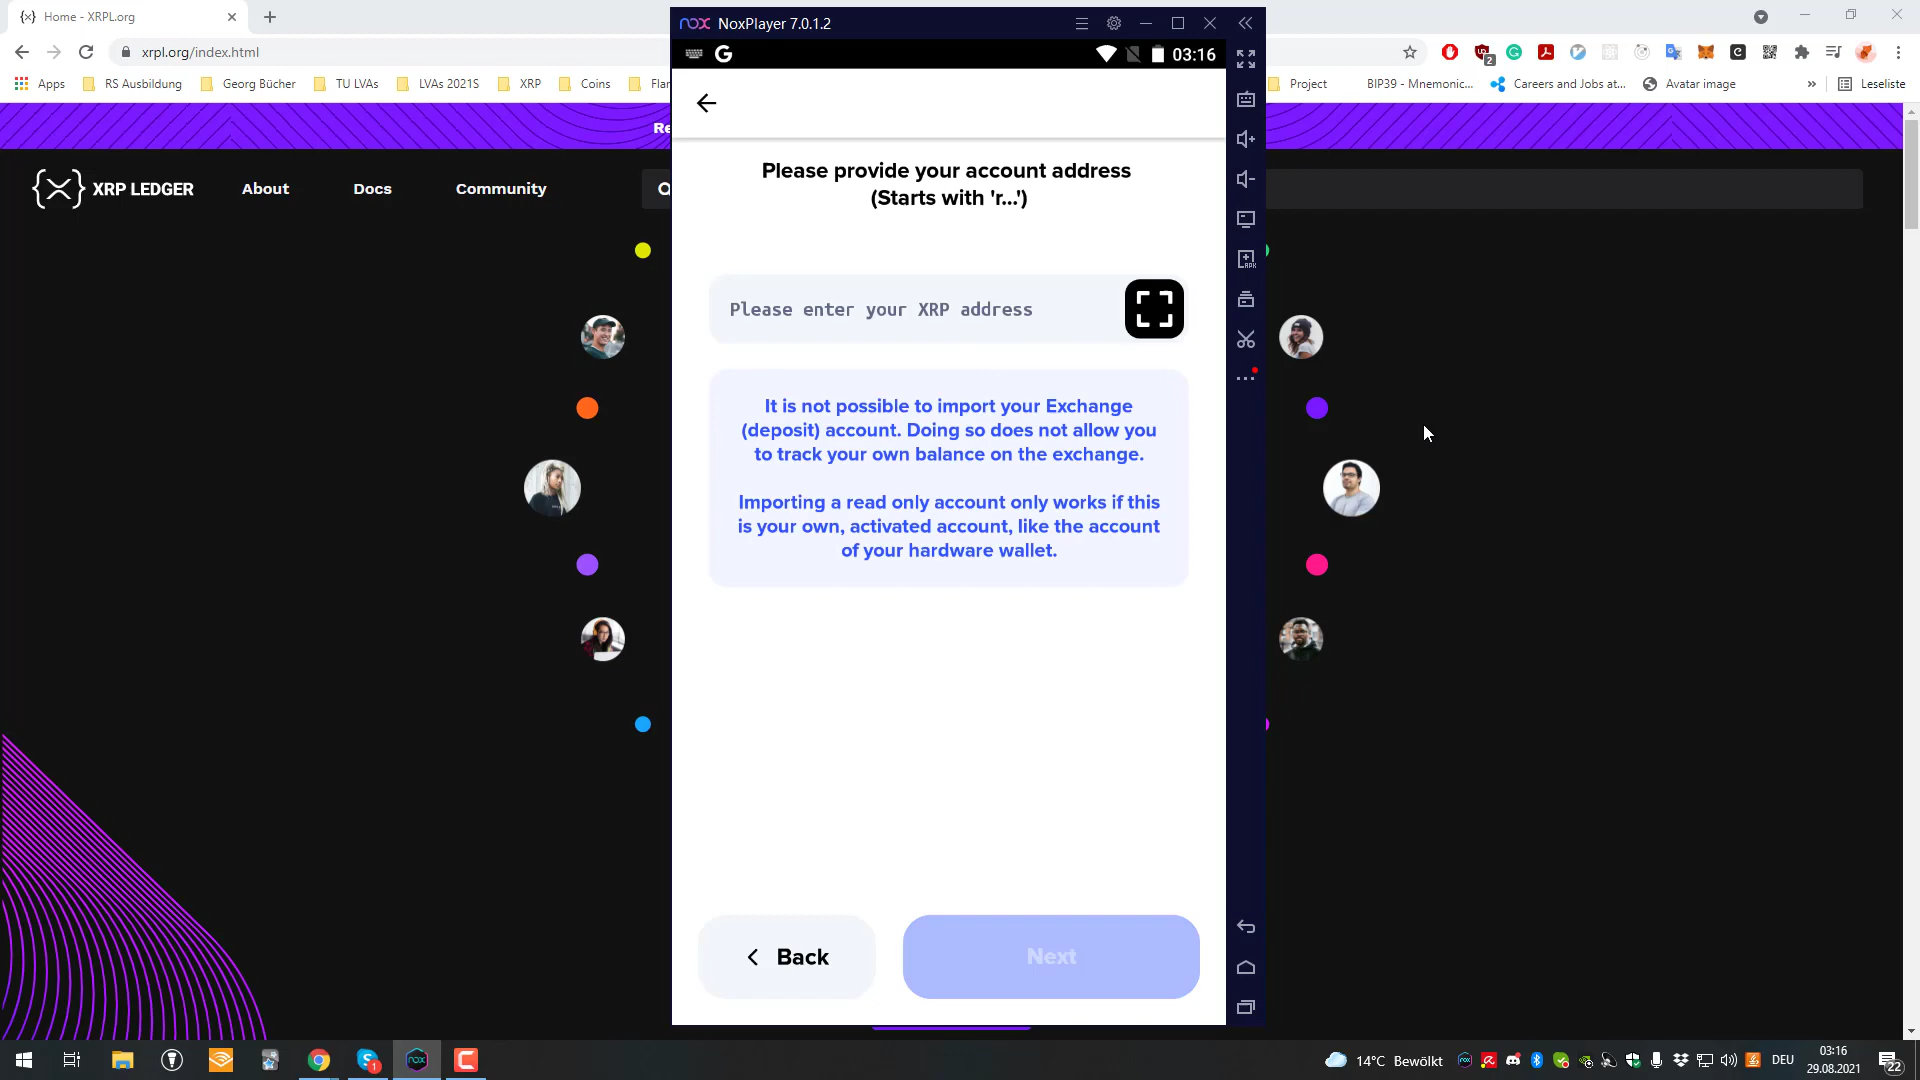 Home - XRPL.org
xrpl.org/index.html
Apps RS Ausbildung Georg Bücher TU LVAs LVAs 2021S XRP Coins Project BIP39 - Mnemonic... Careers and Jobs at... Avatar image » Leseliste
XRP LEDGER About Docs Community
nox NoxPlayer 7.0.1.2
03:16
Please provide your account address
(Starts with 'r...')
Please enter your XRP address
It is not possible to import your Exchange
(deposit) account. Doing so does not allow you
to track your own balance on the exchange.
Importing a read only account only works if this
is your own, activated account, like the account
of your hardware wallet.
Back Next
14°C Bewölkt DEU 03:16
29.08.2021
22